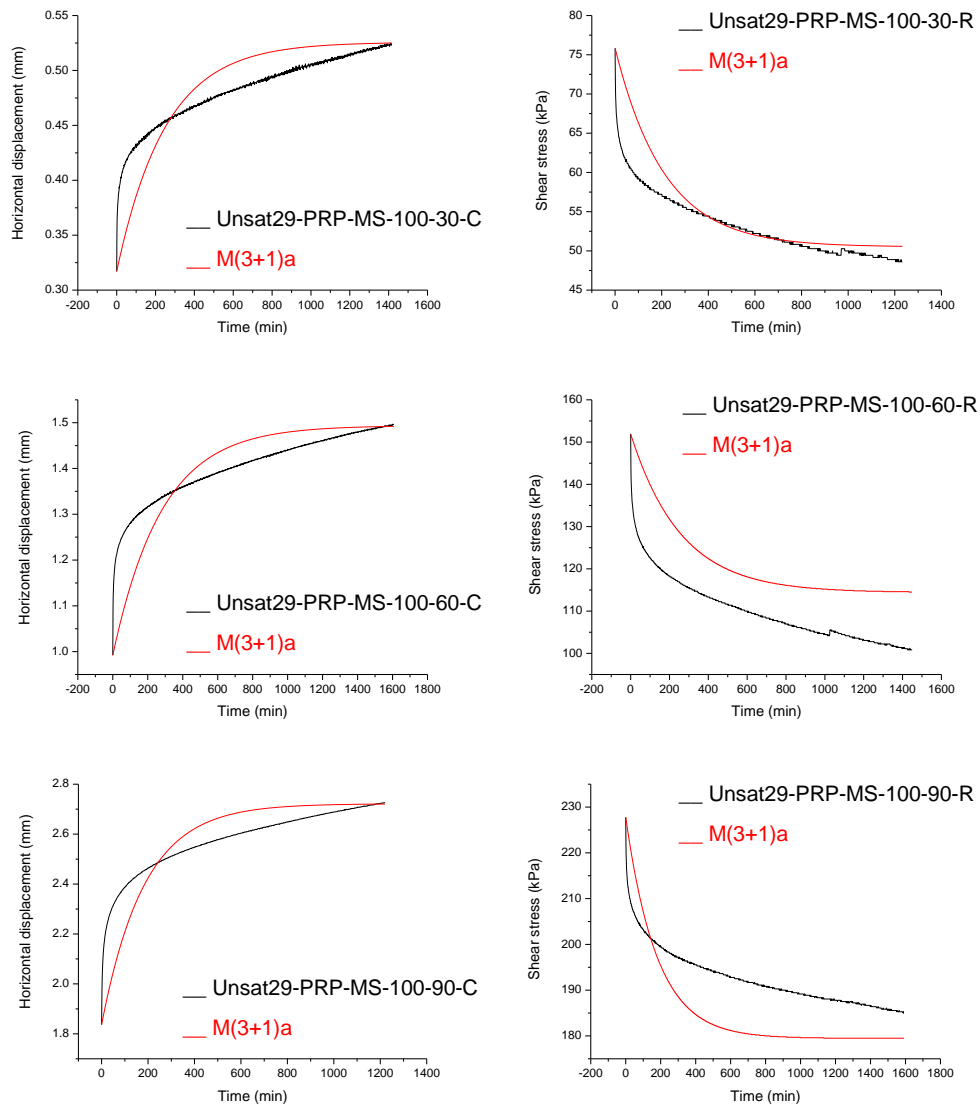 0.55
0.50
0.45
0.40
0.35
0.30
Horizontal displacement (mm)
Unsat29-PRP-MS-100-30-C
M(3+1)a
-200 0 200 400 600 800 1000 1200 1400 1600
Time (min)
80
75
70
65
60
55
50
45
Shear stress (kPa)
Unsat29-PRP-MS-100-30-R
M(3+1)a
-200 0 200 400 600 800 1000 1200 1400
Time (min)
1.5
1.4
1.3
1.2
1.1
1.0
Horizontal displacement (mm)
Unsat29-PRP-MS-100-60-C
M(3+1)a
-200 0 200 400 600 800 1000 1200 1400 1600 1800
Time (min)
160
150
140
130
120
110
100
Shear stress (kPa)
Unsat29-PRP-MS-100-60-R
M(3+1)a
-200 0 200 400 600 800 1000 1200 1400 1600
Time (min)
2.8
2.6
2.4
2.2
2.0
1.8
Horizontal displacement (mm)
Unsat29-PRP-MS-100-90-C
M(3+1)a
-200 0 200 400 600 800 1000 1200 1400
Time (min)
230
220
210
200
190
180
Shear stress (kPa)
Unsat29-PRP-MS-100-90-R
M(3+1)a
-200 0 200 400 600 800 1000 1200 1400 1600 1800
Time (min)